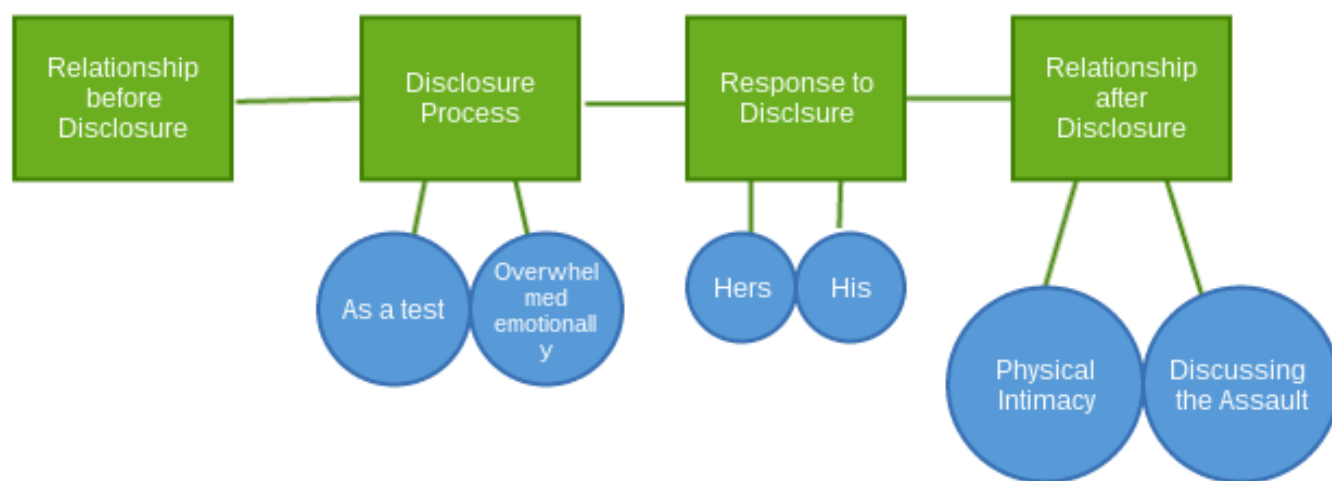 Relationship
before
Disclosure
Disclosure
Process
Response to
Disclsure
Relationship
after
Disclosure
As a test
Overwhel
med
emotionall
y
Hers
His
Physical
Intimacy
Discussing
the Assault